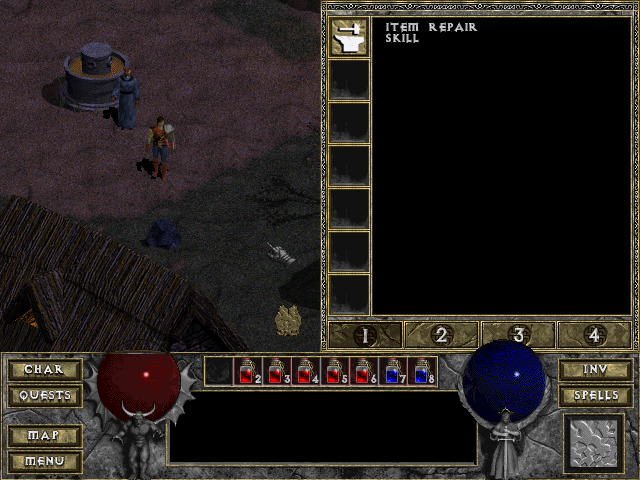 ITEM REPAIR
SKILL
1 2 3 4
2 3 4 5 6 7 8
CHAR
QUESTS
MAP
MENU
INV
SPELLS